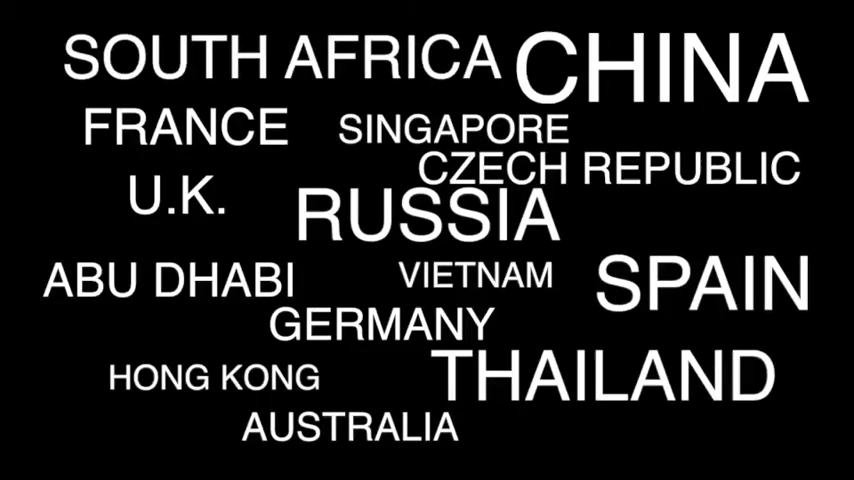 SOUTH AFRICA
CHINA
FRANCE
SINGAPORE
CZECH REPUBLIC
U.K.
RUSSIA
ABU DHABI
VIETNAM
SPAIN
GERMANY
HONG KONG
THAILAND
AUSTRALIA